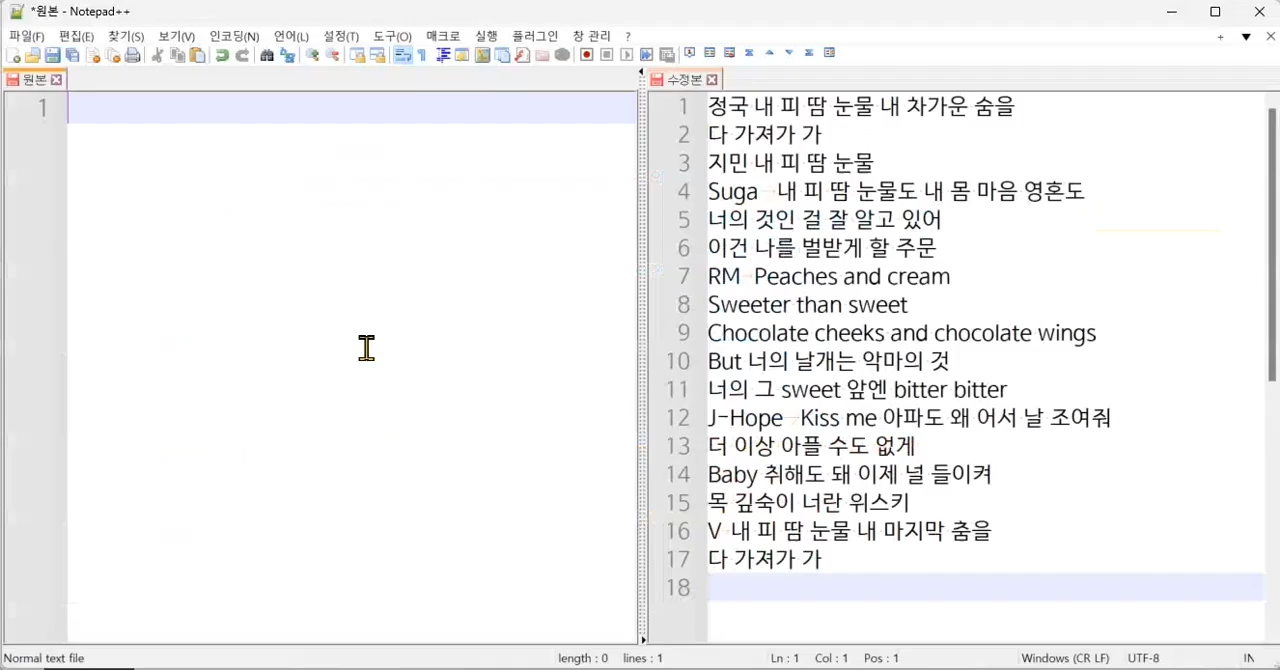 *원본 - Notepad++
파일(F) 편집(E) 찾기(S) 보기(V) 인코딩(N) 언어(L) 설정(T) 도구(O) 매크로 실행 플러그인 창 관리 ?
원본
수정본
1
1 정국 내 피 땀 눈물 내 차가운 숨을
2 다 가져가 가
3 지민 내 피 땀 눈물
4 Suga 내 피 땀 눈물도 내 몸 마음 영혼도
5 너의 것인 걸 잘 알고 있어
6 이건 나를 벌받게 할 주문
7 RM Peaches and cream
8 Sweeter than sweet
9 Chocolate cheeks and chocolate wings
10 But 너의 날개는 악마의 것
11 너의 그 sweet 앞엔 bitter bitter
12 J-Hope Kiss me 아파도 왜 어서 날 조여줘
13 더 이상 아플 수도 없게
14 Baby 취해도 돼 이제 널 들이켜
15 목 깊숙이 너란 위스키
16 V 내 피 땀 눈물 내 마지막 춤을
17 다 가져가 가
18
Normal text file length : 0 lines : 1 Ln : 1 Col : 1 Pos : 1 Windows (CR LF) UTF-8 IN